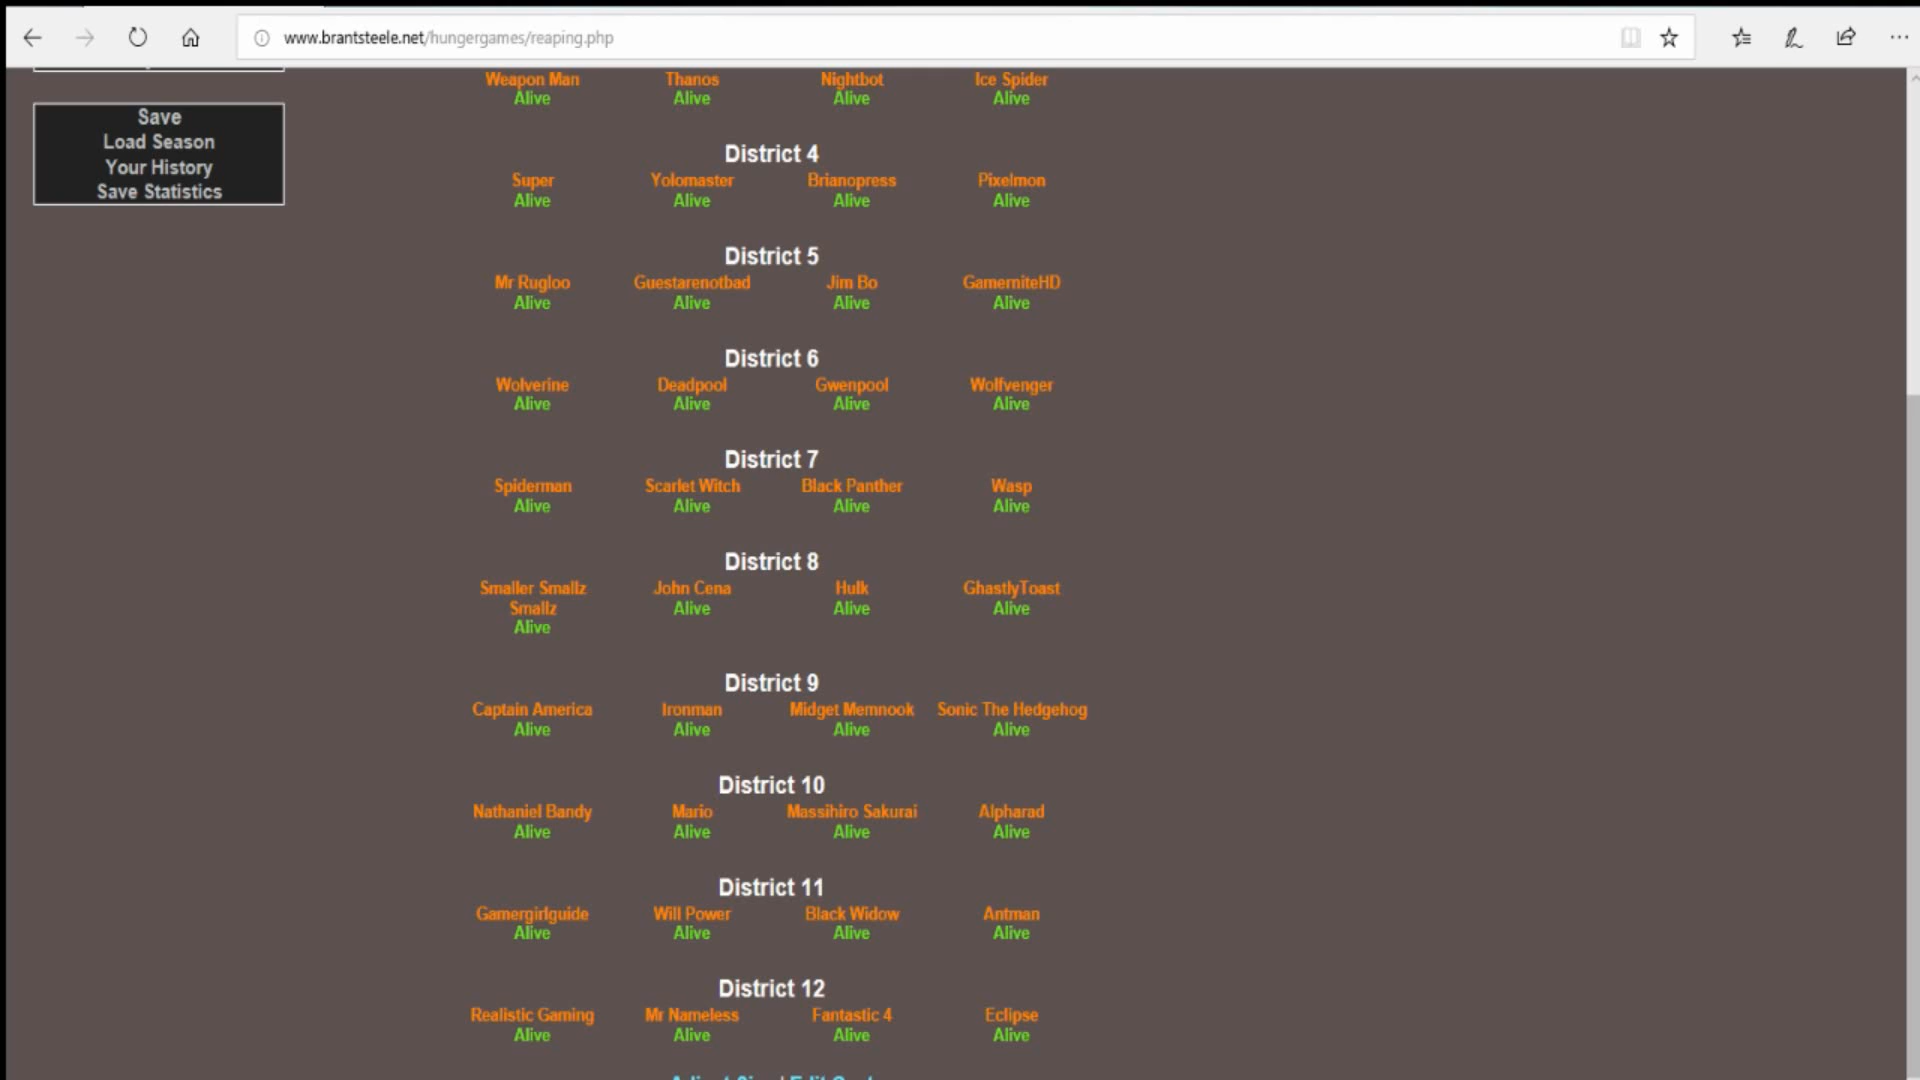 www.brantsteele.net/hungergames/reaping.php
Save
Load Season
Your History
Save Statistics
Weapon Man Thanos Nightbot Ice Spider
Alive Alive Alive Alive
District 4
Super Yolomaster Brianopress Pixelmon
Alive Alive Alive Alive
District 5
Mr Rugloo Guestarenotbad Jim Bo GamerniteHD
Alive Alive Alive Alive
District 6
Wolverine Deadpool Gwenpool Wolfvenger
Alive Alive Alive Alive
District 7
Spiderman Scarlet Witch Black Panther Wasp
Alive Alive Alive Alive
District 8
Smaller Smallz John Cena Hulk GhastlyToast
Smallz Alive Alive Alive
Alive
District 9
Captain America Ironman Midget Memnook Sonic The Hedgehog
Alive Alive Alive Alive
District 10
Nathaniel Bandy Mario Massihiro Sakurai Alpharad
Alive Alive Alive Alive
District 11
Gamergirlguide Will Power Black Widow Antman
Alive Alive Alive Alive
District 12
Realistic Gaming Mr Nameless Fantastic 4 Eclipse
Alive Alive Alive Alive